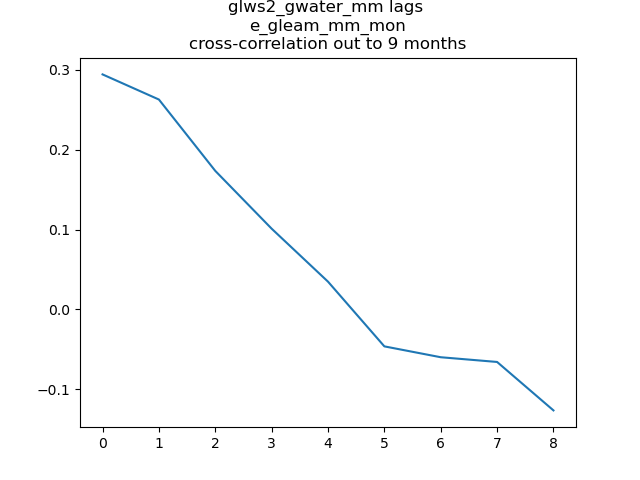 glws2_gwater_mm lags
e_gleam_mm_mon
cross-correlation out to 9 months
0.3
0.2
0.1
0.0
−0.1
0 1 2 3 4 5 6 7 8